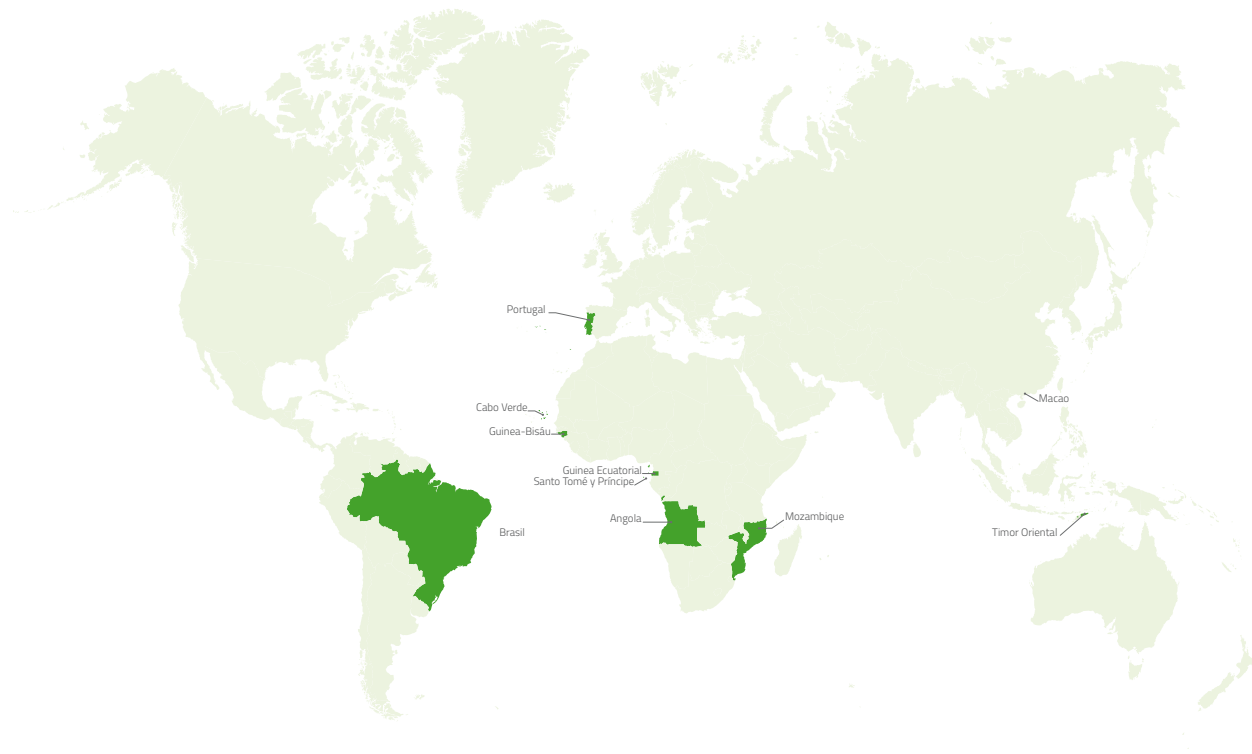 Portugal
Cabo Verde
Macao
Guinea-Bisáu
Guinea Ecuatorial
Santo Tomé y Príncipe
Angola
Mozambique
Brasil
Timor Oriental